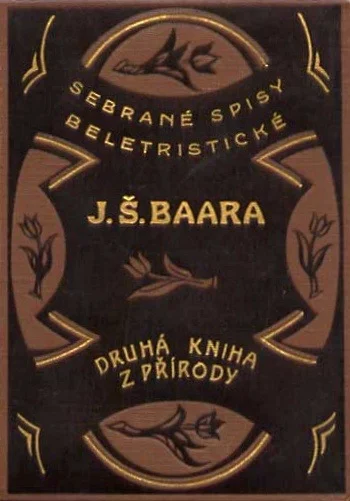 SEBRANÉ SPISY
BELETRISTICKÉ
J. Š. BAARA
DRUHÁ KNIHA
Z PŘÍRODY